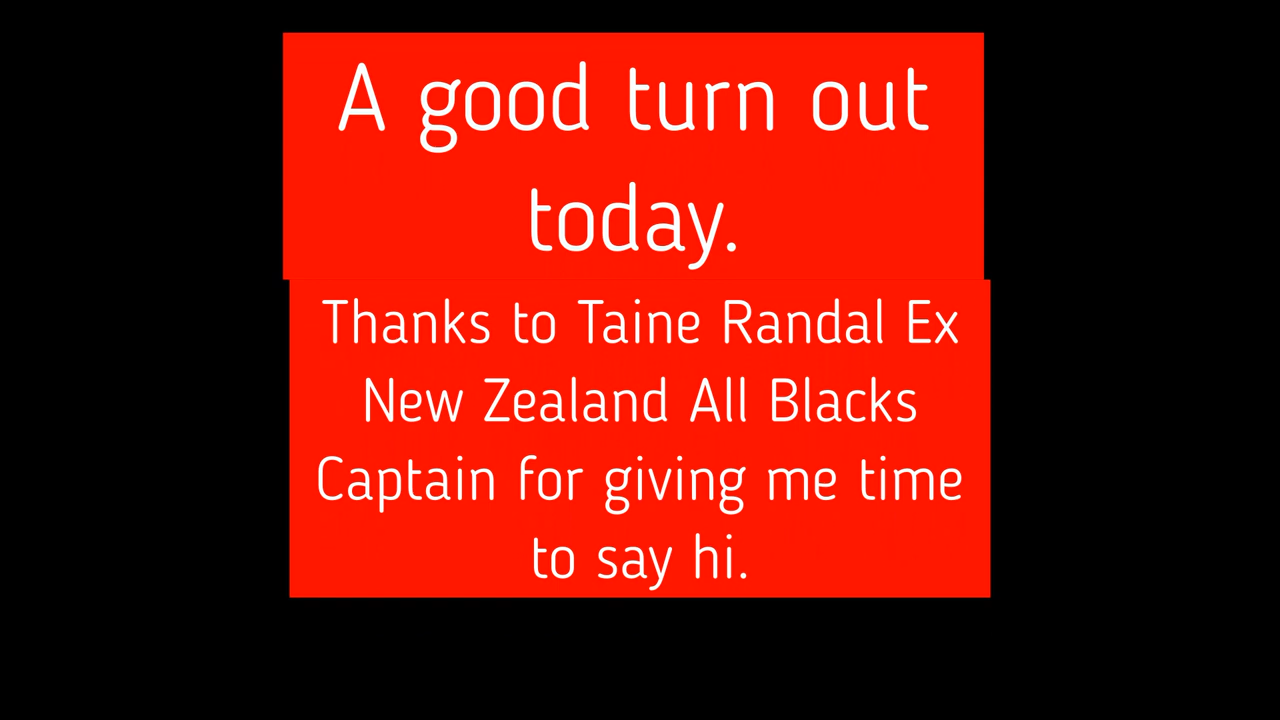 A good turn out
today.
Thanks to Taine Randal Ex
New Zealand All Blacks
Captain for giving me time
to say hi.